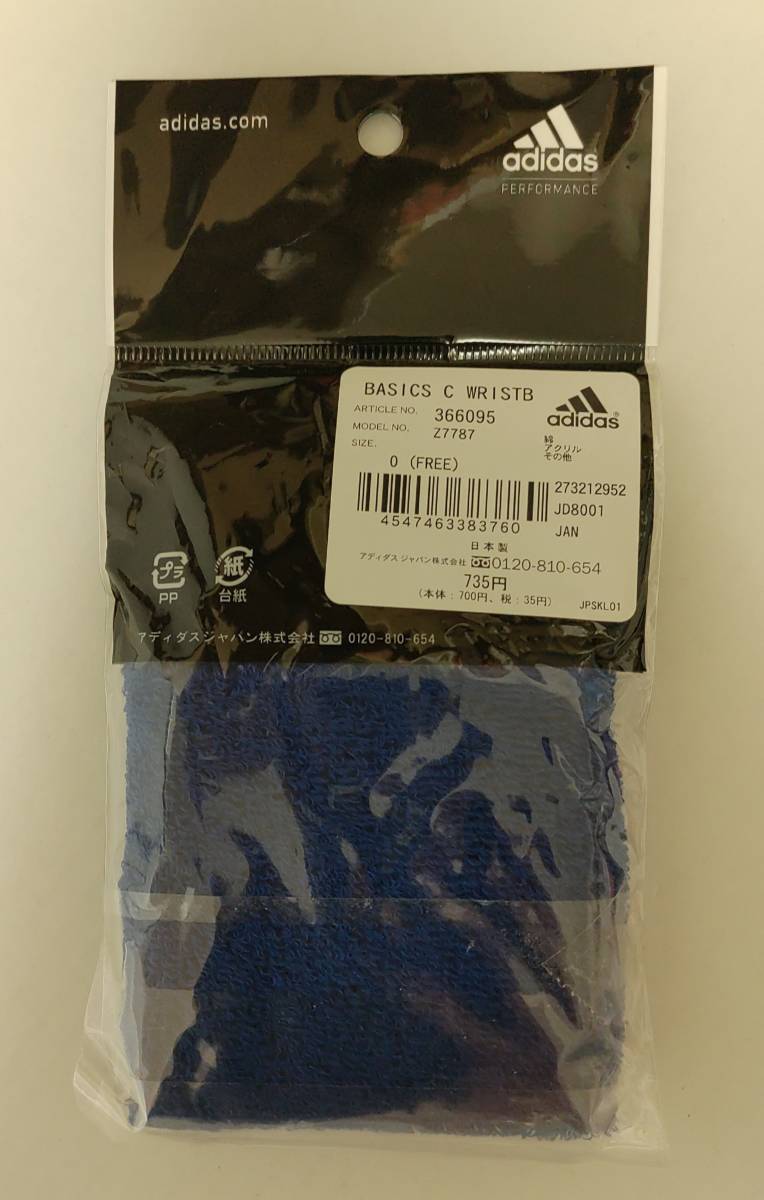 adidas.com
adidas
PERFORMANCE
BASICS C WRISTB
ARTICLE NO. 366095
MODEL NO. Z7787
SIZE.
0 (FREE)
adidas®
綿
アクリル
その他
4547463383760
273212952
JD8001
JAN
日本製
アディダス ジャパン株式会社 0120-810-654
735円
(本体:700円、税:35円)
JPSKL01
プラ
PP
紙
台紙
アディダスジャパン株式会社 0120-810-654